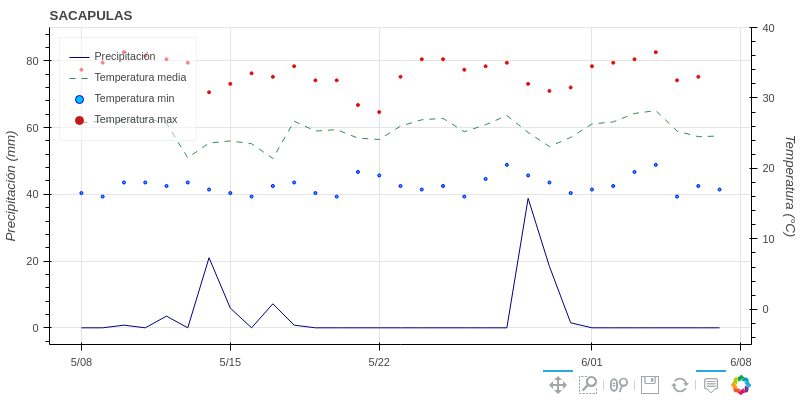 SACAPULAS
Precipitación
Temperatura media
Temperatura min
Temperatura max
80
60
40
20
0
Precipitación (mm)
40
30
20
10
0
Temperatura (°C)
5/08
5/15
5/22
6/01
6/08